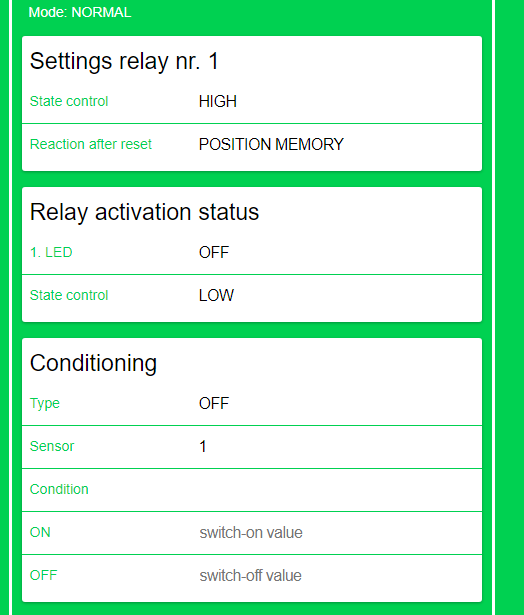 Mode: NORMAL
Settings relay nr. 1
State control HIGH
Reaction after reset POSITION MEMORY
Relay activation status
1. LED OFF
State control LOW
Conditioning
Type OFF
Sensor 1
Condition
ON switch-on value
OFF switch-off value